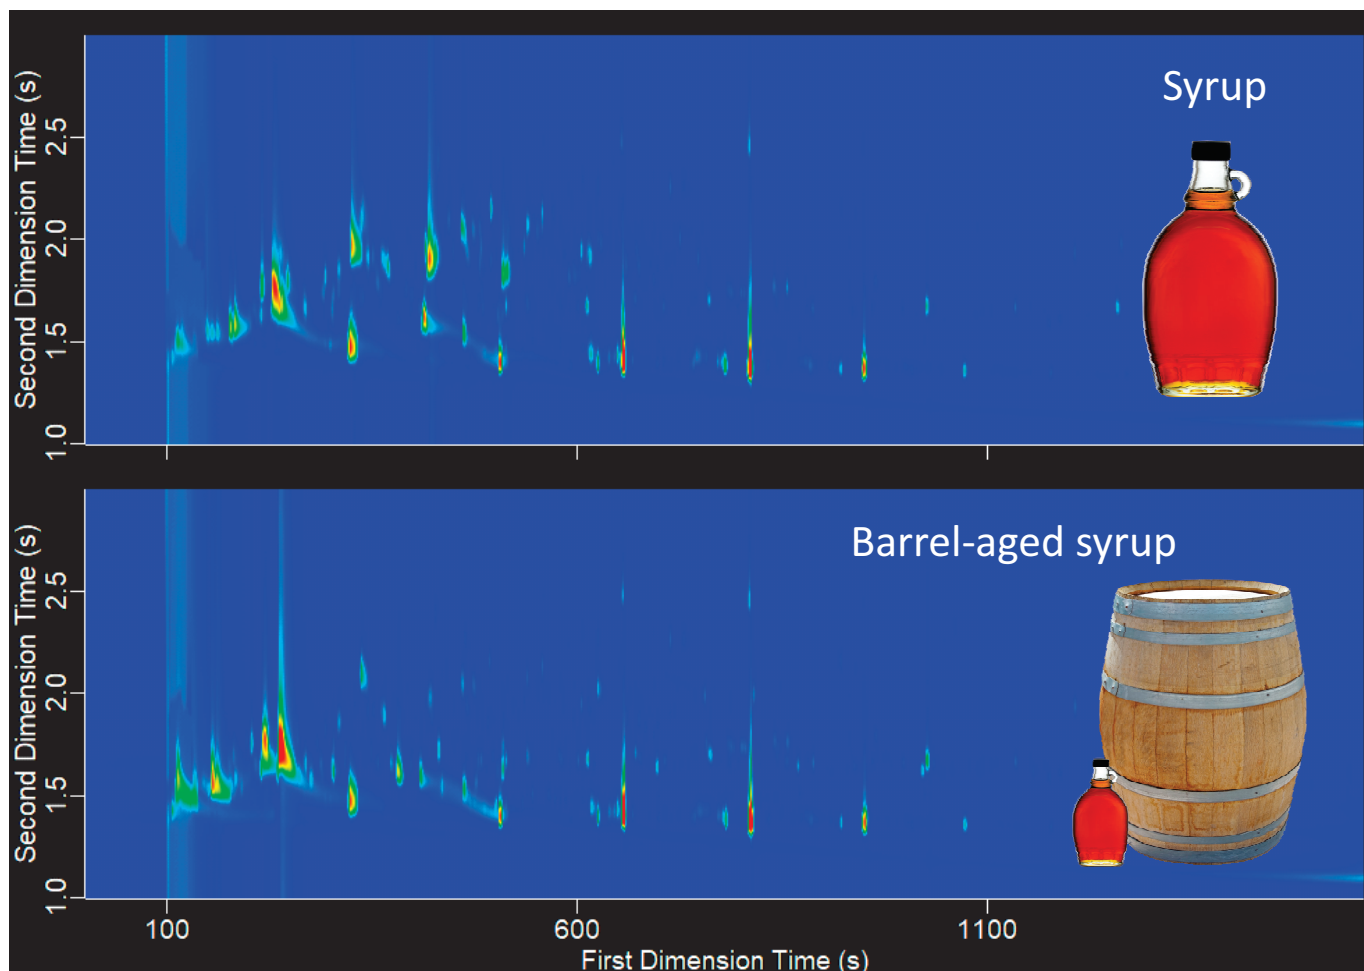 Syrup
Second Dimension Time (s)
2.5
2.0
1.5
1.0
Barrel-aged syrup
Second Dimension Time (s)
2.5
2.0
1.5
1.0
100
600
1100
First Dimension Time (s)